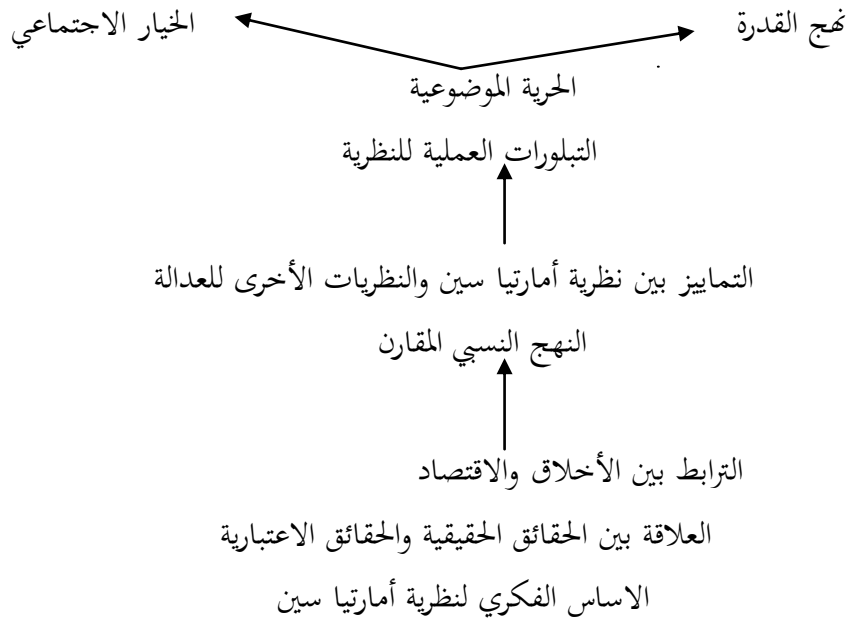 نهج القدرة
الخيار الاجتماعي
الحرية الموضوعية
التبلورات العملية للنظرية
التماييز بين نظرية أمارتيا سين والنظريات الأخرى للعدالة
النهج النسبي المقارن
الترابط بين الأخلاق والاقتصاد
العلاقة بين الحقائق الحقيقية والحقائق الاعتبارية
الاساس الفكري لنظرية أمارتيا سين